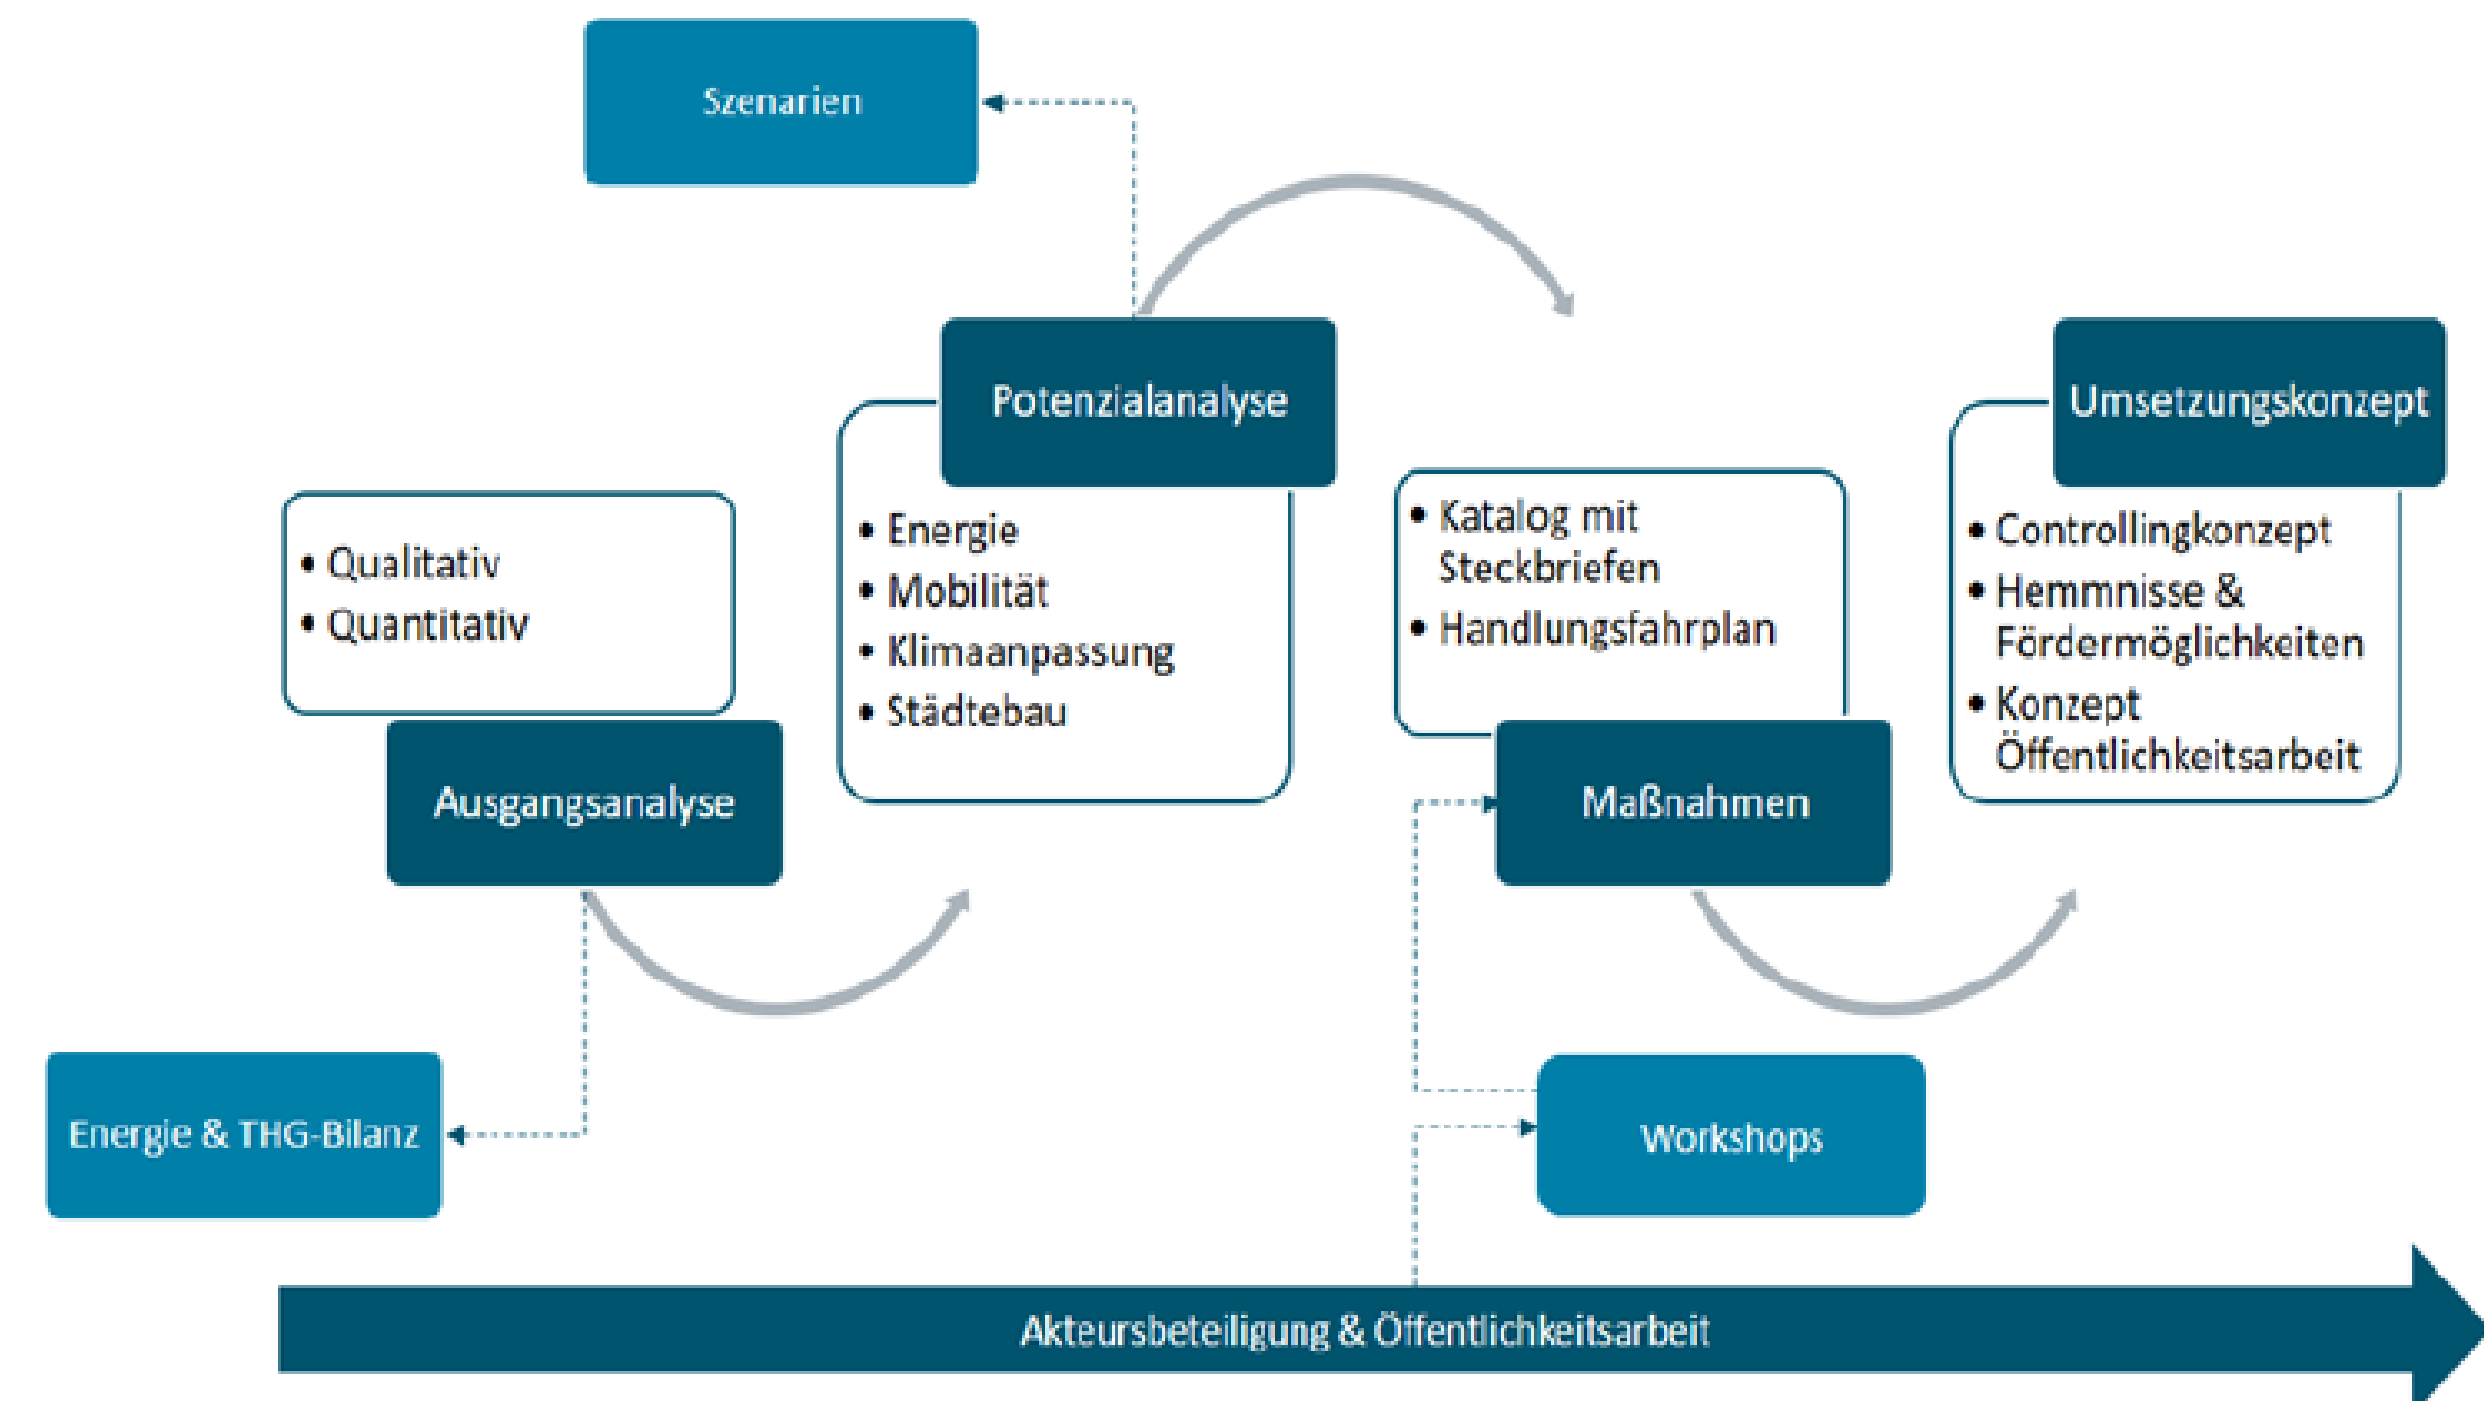 Szenarien
Potenzialanalyse
• Energie
• Mobilität
• Klimaanpassung
• Städtebau
Umsetzungskonzept
• Controllingkonzept
• Hemmnisse &
Fördermöglichkeiten
• Konzept
Öffentlichkeitsarbeit
• Qualitativ
• Quantitativ
Ausgangsanalyse
• Katalog mit
Steckbriefen
• Handlungsfahrplan
Maßnahmen
Energie & THG-Bilanz
Workshops
Akteursbeteiligung & Öffentlichkeitsarbeit